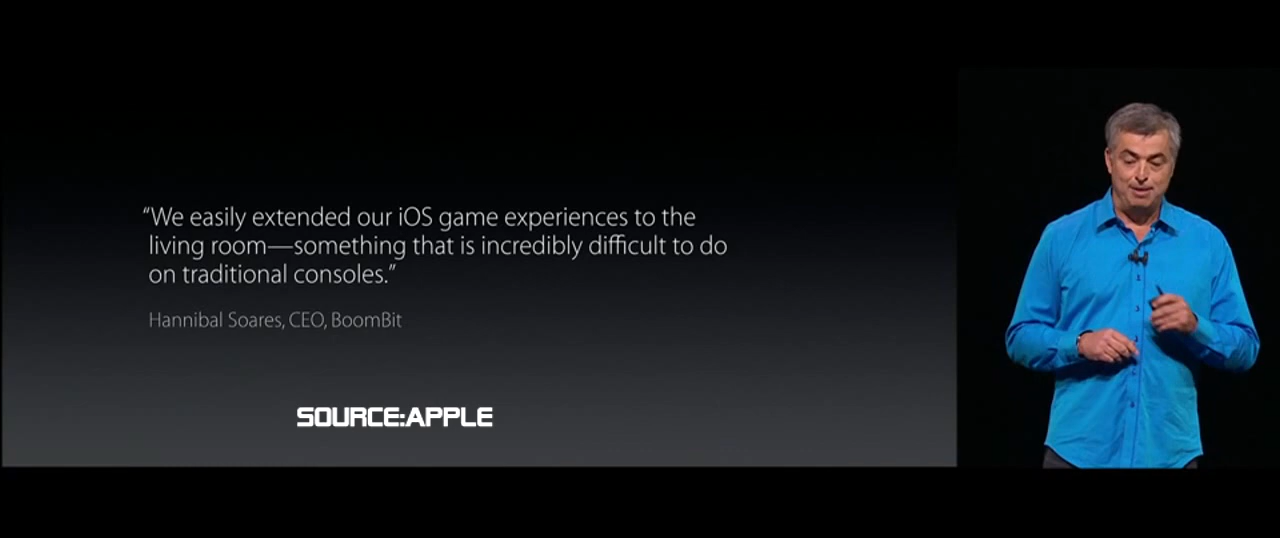 “We easily extended our iOS game experiences to the
living room—something that is incredibly difficult to do
on traditional consoles.”
Hannibal Soares, CEO, BoomBit
SOURCE:APPLE